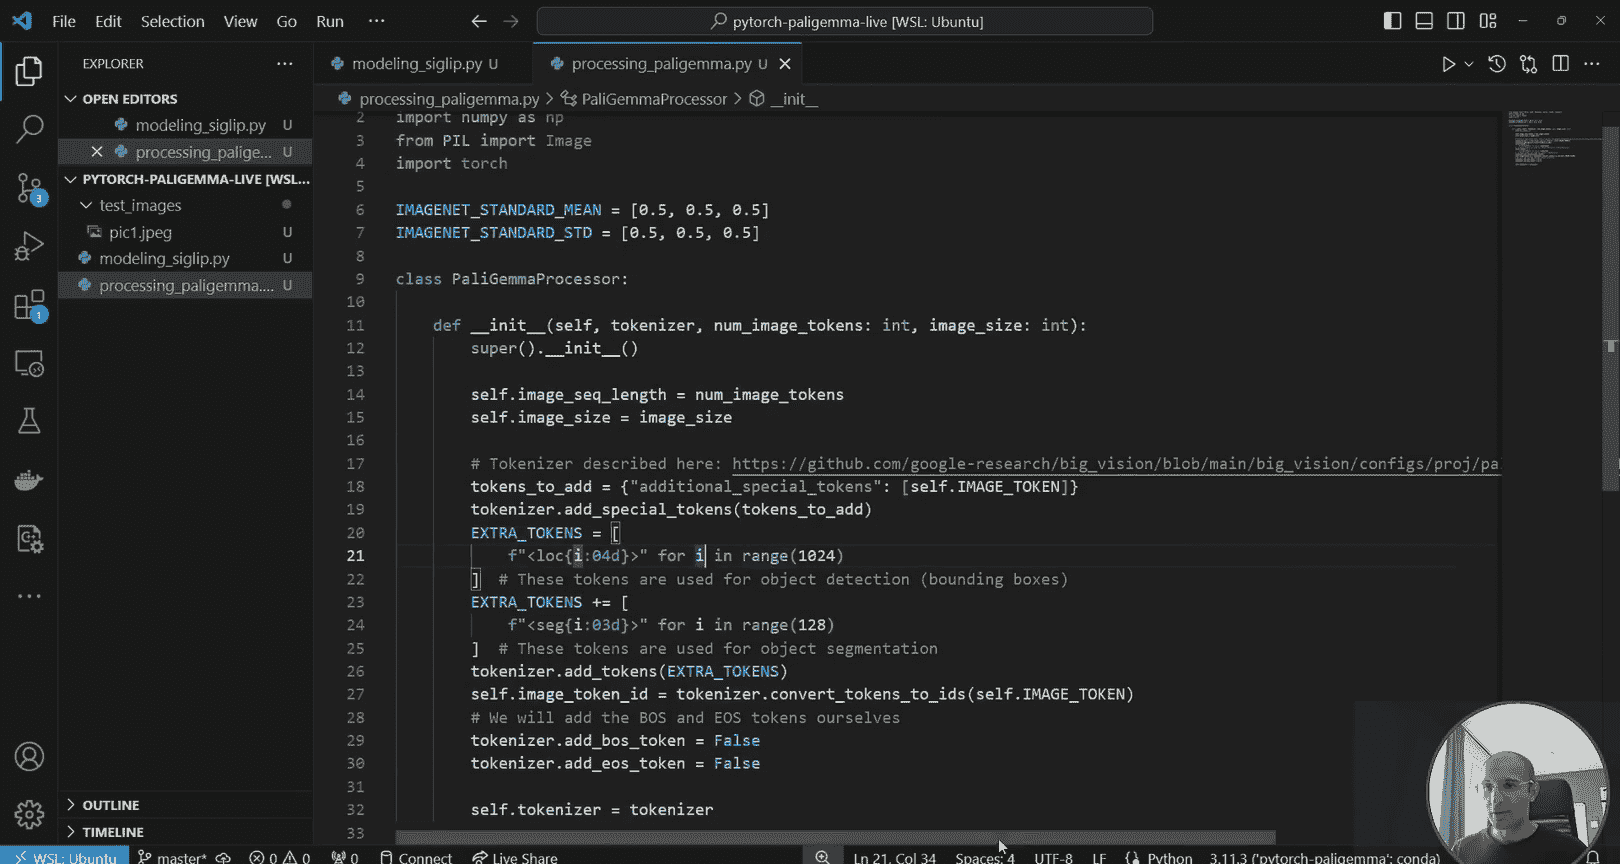 File Edit Selection View Go Run ···
pytorch-paligemma-live [WSL: Ubuntu]
EXPLORER ···
OPEN EDITORS
modeling_siglip.py U
processing_palige... U
PYTORCH-PALIGEMMA-LIVE [WSL...
test_images
pic1.jpeg U
modeling_siglip.py U
processing_paligemma.... U
OUTLINE
TIMELINE
3
1
modeling_siglip.py U processing_paligemma.py U
processing_paligemma.py > PaliGemmaProcessor > __init__
2 import numpy as np
3 from PIL import Image
4 import torch
5
6 IMAGENET_STANDARD_MEAN = [0.5, 0.5, 0.5]
7 IMAGENET_STANDARD_STD = [0.5, 0.5, 0.5]
8
9 class PaliGemmaProcessor:
10
11 def __init__(self, tokenizer, num_image_tokens: int, image_size: int):
12 super().__init__()
13
14 self.image_seq_length = num_image_tokens
15 self.image_size = image_size
16
17 # Tokenizer described here: https://github.com/google-research/big_vision/blob/main/big_vision/configs/proj/pa
18 tokens_to_add = {"additional_special_tokens": [self.IMAGE_TOKEN]}
19 tokenizer.add_special_tokens(tokens_to_add)
20 EXTRA_TOKENS = [
21 f"<loc{i:04d}>" for i in range(1024)
22 ] # These tokens are used for object detection (bounding boxes)
23 EXTRA_TOKENS += [
24 f"<seg{i:03d}>" for i in range(128)
25 ] # These tokens are used for object segmentation
26 tokenizer.add_tokens(EXTRA_TOKENS)
27 self.image_token_id = tokenizer.convert_tokens_to_ids(self.IMAGE_TOKEN)
28 # We will add the BOS and EOS tokens ourselves
29 tokenizer.add_bos_token = False
30 tokenizer.add_eos_token = False
31
32 self.tokenizer = tokenizer
33
WSL: Ubuntu master* 0 0 0 Connect Live Share Ln 21, Col 34 Spaces: 4 UTF-8 LF Python 3.11.3 ('pytorch-paligemma': conda)